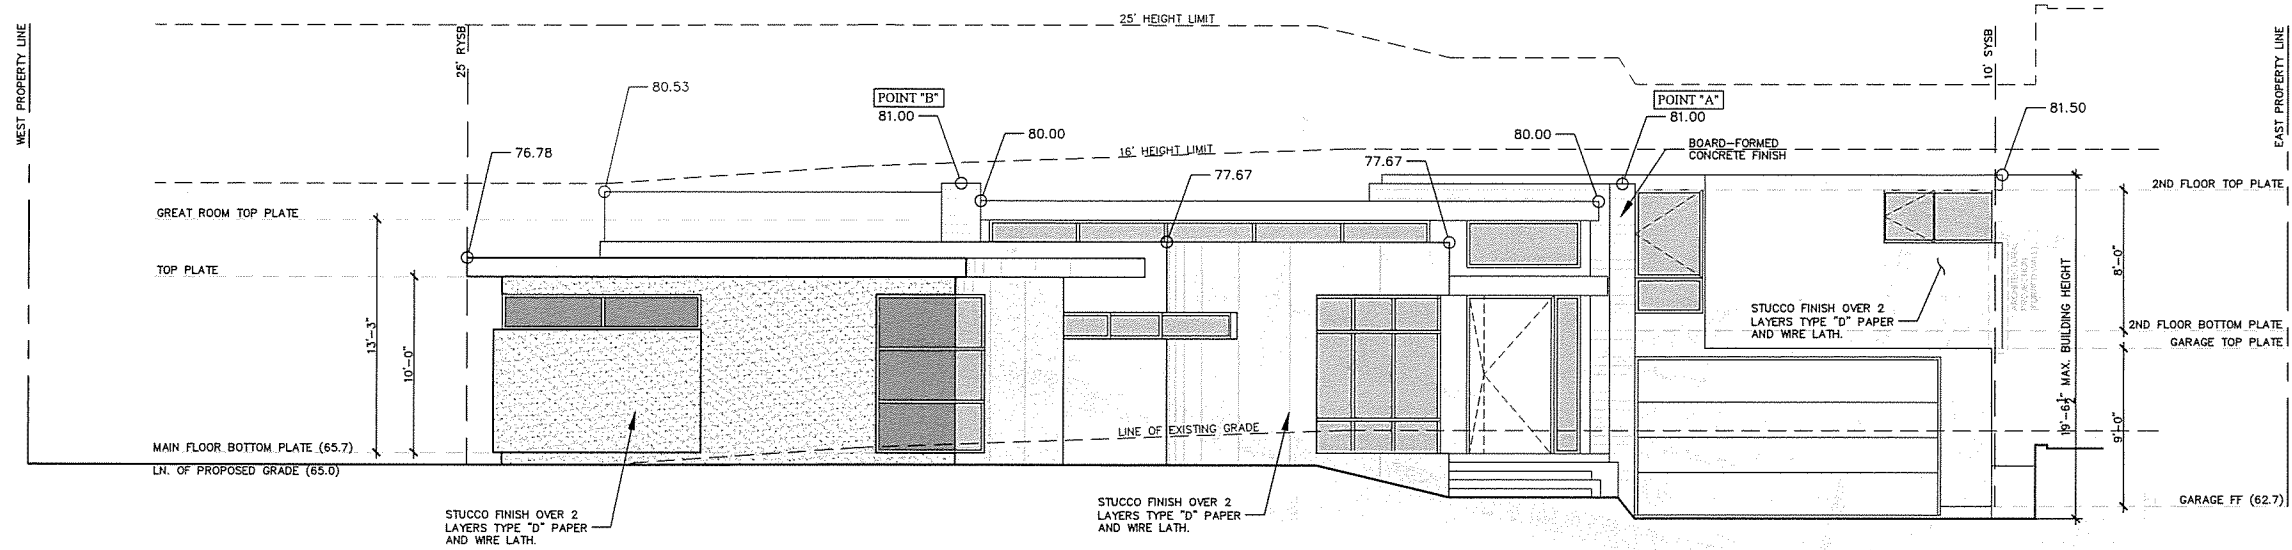 WEST PROPERTY LINE
25' RYSB
25' HEIGHT LIMIT
10' SYSB
EAST PROPERTY LINE
80.53
POINT "B"
81.00
80.00
76.78
16' HEIGHT LIMIT
77.67
77.67
80.00
POINT "A"
81.00
BOARD-FORMED
CONCRETE FINISH
81.50
GREAT ROOM TOP PLATE
TOP PLATE
13'-3"
10'-0"
MAIN FLOOR BOTTOM PLATE (65.7)
LN. OF PROPOSED GRADE (65.0)
LINE OF EXISTING GRADE
STUCCO FINISH OVER 2
LAYERS TYPE "D" PAPER
AND WIRE LATH.
STUCCO FINISH OVER 2
LAYERS TYPE "D" PAPER
AND WIRE LATH.
STUCCO FINISH OVER 2
LAYERS TYPE "D" PAPER
AND WIRE LATH.
ARCHITECTURAL
PROJECTION
19'-6½" MAX. BUILDING HEIGHT
8'-0"
9'-0"
2ND FLOOR TOP PLATE
2ND FLOOR BOTTOM PLATE
GARAGE TOP PLATE
GARAGE FF (62.7)